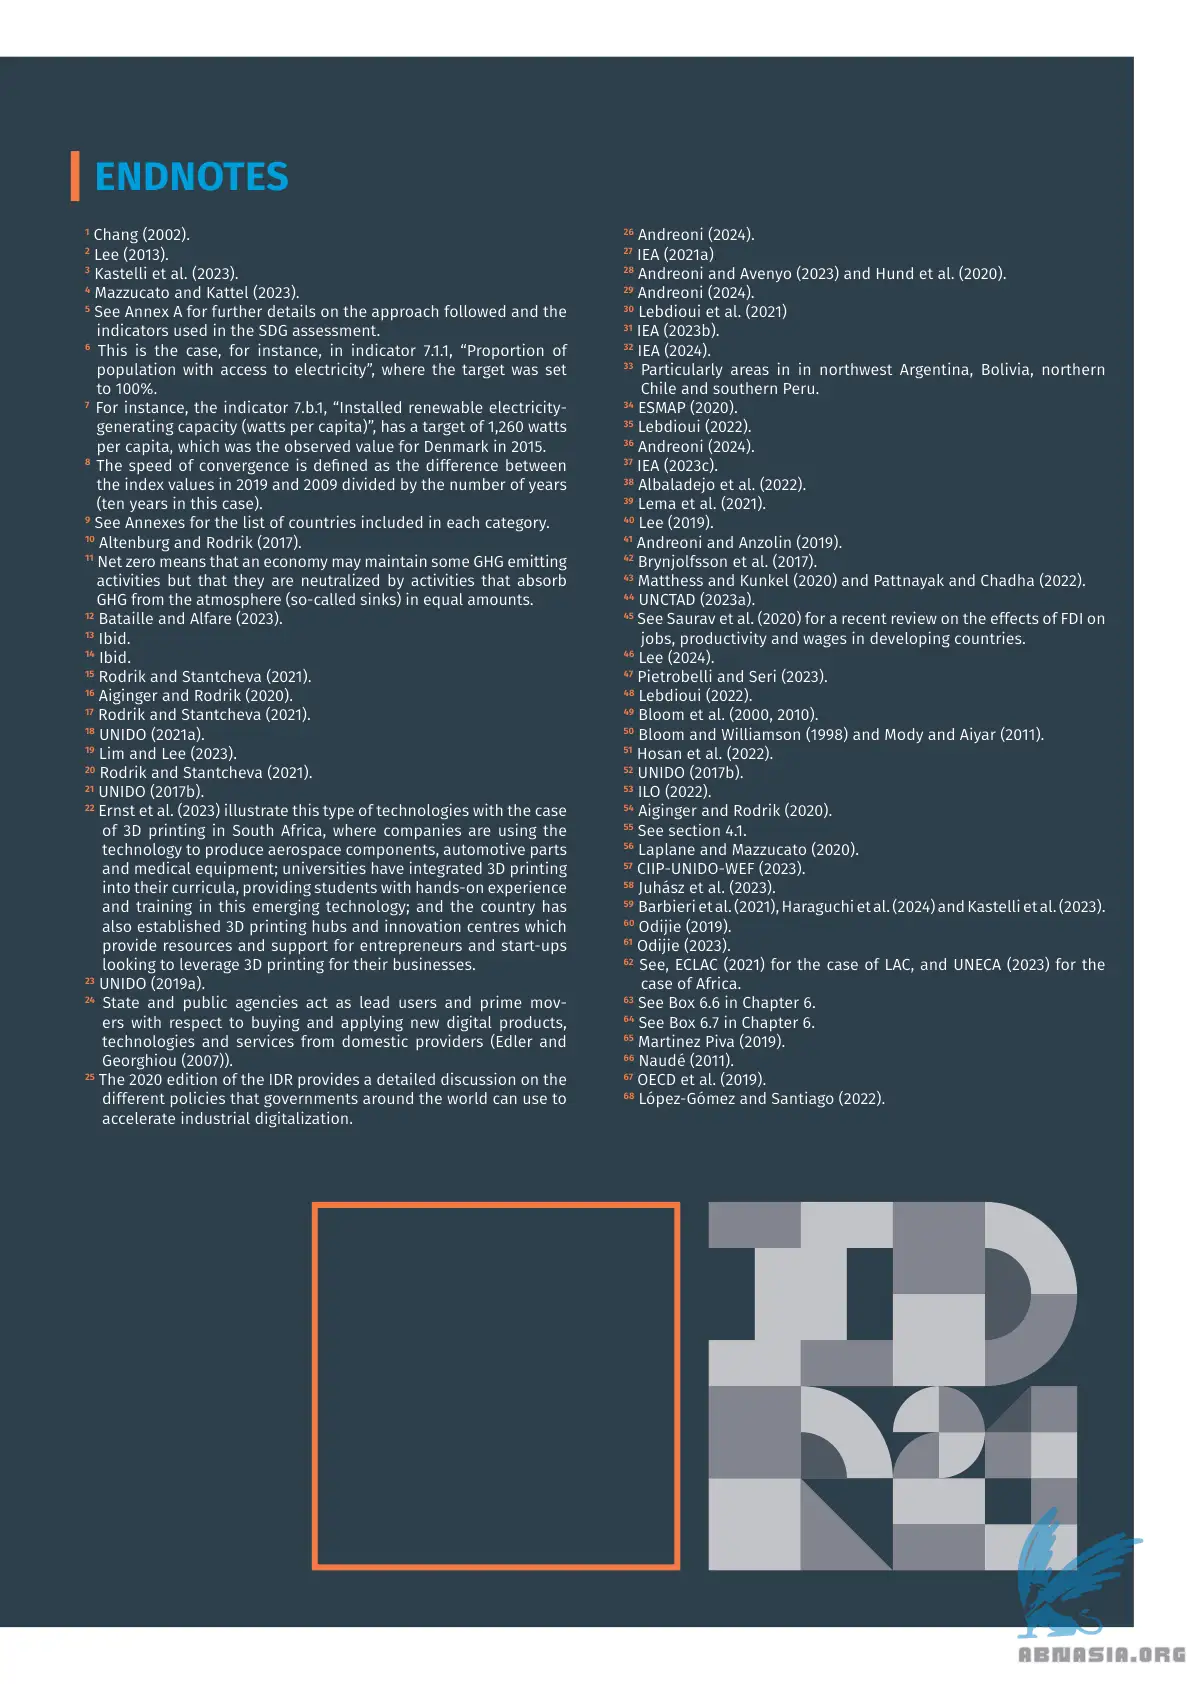 ENDNOTES
1 Chang (2002).
2 Lee (2013).
3 Kastelli et al. (2023).
4 Mazzucato and Kattel (2023).
5 See Annex A for further details on the approach followed and the
indicators used in the SDG assessment.
6 This is the case, for instance, in indicator 7.1.1, “Proportion of
population with access to electricity”, where the target was set
to 100%.
7 For instance, the indicator 7.b.1, “Installed renewable electricity-
generating capacity (watts per capita)”, has a target of 1,260 watts
per capita, which was the observed value for Denmark in 2015.
8 The speed of convergence is defined as the difference between
the index values in 2019 and 2009 divided by the number of years
(ten years in this case).
9 See Annexes for the list of countries included in each category.
10 Altenburg and Rodrik (2017).
11 Net zero means that an economy may maintain some GHG emitting
activities but that they are neutralized by activities that absorb
GHG from the atmosphere (so-called sinks) in equal amounts.
12 Bataille and Alfare (2023).
13 Ibid.
14 Ibid.
15 Rodrik and Stantcheva (2021).
16 Aiginger and Rodrik (2020).
17 Rodrik and Stantcheva (2021).
18 UNIDO (2021a).
19 Lim and Lee (2023).
20 Rodrik and Stantcheva (2021).
21 UNIDO (2017b).
22 Ernst et al. (2023) illustrate this type of technologies with the case
of 3D printing in South Africa, where companies are using the
technology to produce aerospace components, automotive parts
and medical equipment; universities have integrated 3D printing
into their curricula, providing students with hands-on experience
and training in this emerging technology; and the country has
also established 3D printing hubs and innovation centres which
provide resources and support for entrepreneurs and start-ups
looking to leverage 3D printing for their businesses.
23 UNIDO (2019a).
24 State and public agencies act as lead users and prime mov-
ers with respect to buying and applying new digital products,
technologies and services from domestic providers (Edler and
Georghiou (2007)).
25 The 2020 edition of the IDR provides a detailed discussion on the
different policies that governments around the world can use to
accelerate industrial digitalization.
26 Andreoni (2024).
27 IEA (2021a)
28 Andreoni and Avenyo (2023) and Hund et al. (2020).
29 Andreoni (2024).
30 Lebdioui et al. (2021)
31 IEA (2023b).
32 IEA (2024).
33 Particularly areas in in northwest Argentina, Bolivia, northern
Chile and southern Peru.
34 ESMAP (2020).
35 Lebdioui (2022).
36 Andreoni (2024).
37 IEA (2023c).
38 Albaladejo et al. (2022).
39 Lema et al. (2021).
40 Lee (2019).
41 Andreoni and Anzolin (2019).
42 Brynjolfsson et al. (2017).
43 Matthess and Kunkel (2020) and Pattnayak and Chadha (2022).
44 UNCTAD (2023a).
45 See Saurav et al. (2020) for a recent review on the effects of FDI on
jobs, productivity and wages in developing countries.
46 Lee (2024).
47 Pietrobelli and Seri (2023).
48 Lebdioui (2022).
49 Bloom et al. (2000, 2010).
50 Bloom and Williamson (1998) and Mody and Aiyar (2011).
51 Hosan et al. (2022).
52 UNIDO (2017b).
53 ILO (2022).
54 Aiginger and Rodrik (2020).
55 See section 4.1.
56 Laplane and Mazzucato (2020).
57 CIIP-UNIDO-WEF (2023).
58 Juhász et al. (2023).
59 Barbieri et al. (2021), Haraguchi et al. (2024) and Kastelli et al. (2023).
60 Odijie (2019).
61 Odijie (2023).
62 See, ECLAC (2021) for the case of LAC, and UNECA (2023) for the
case of Africa.
63 See Box 6.6 in Chapter 6.
64 See Box 6.7 in Chapter 6.
65 Martinez Piva (2019).
66 Naudé (2011).
67 OECD et al. (2019).
68 López-Gómez and Santiago (2022).
ID
R24
ABNASIA.ORG